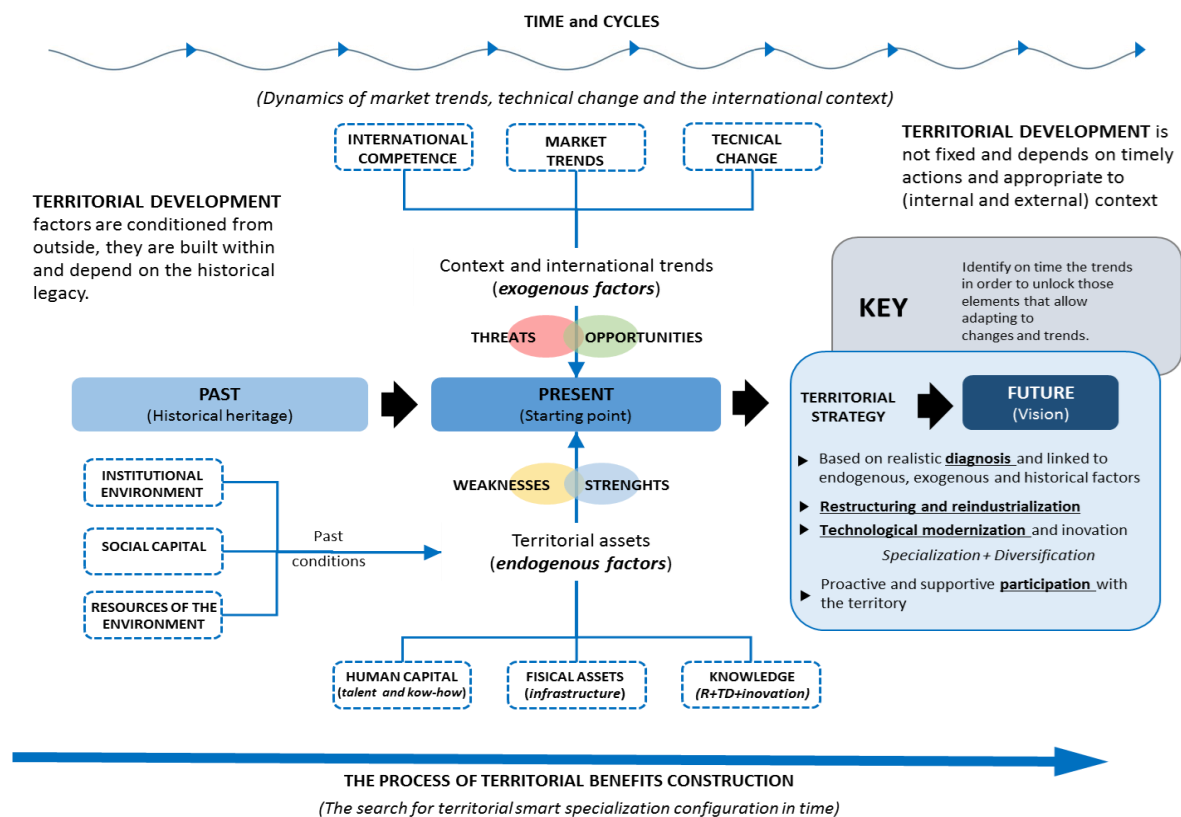 TIME and CYCLES
(Dynamics of market trends, technical change and the international context)
INTERNATIONAL
COMPETENCE
MARKET
TRENDS
TECNICAL
CHANGE
TERRITORIAL DEVELOPMENT is
not fixed and depends on timely
actions and appropriate to
(internal and external) context
TERRITORIAL DEVELOPMENT
factors are conditioned from
outside, they are built within
and depend on the historical
legacy.
Context and international trends
(exogenous factors)
KEY
Identify on time the trends
in order to unlock those
elements that allow
adapting to
changes and trends.
THREATS
OPPORTUNITIES
PAST
(Historical heritage)
PRESENT
(Starting point)
TERRITORIAL
STRATEGY
FUTURE
(Vision)
Based on realistic diagnosis and linked to
endogenous, exogenous and historical factors
Restructuring and reindustrialization
Technological modernization and inovation
Specialization + Diversification
Proactive and supportive participation with
the territory
WEAKNESSES
STRENGHTS
INSTITUTIONAL
ENVIRONMENT
SOCIAL CAPITAL
RESOURCES OF THE
ENVIRONMENT
Past
conditions
Territorial assets
(endogenous factors)
HUMAN CAPITAL
(talent and kow-how)
FISICAL ASSETS
(infrastructure)
KNOWLEDGE
(R+TD+inovation)
THE PROCESS OF TERRITORIAL BENEFITS CONSTRUCTION
(The search for territorial smart specialization configuration in time)